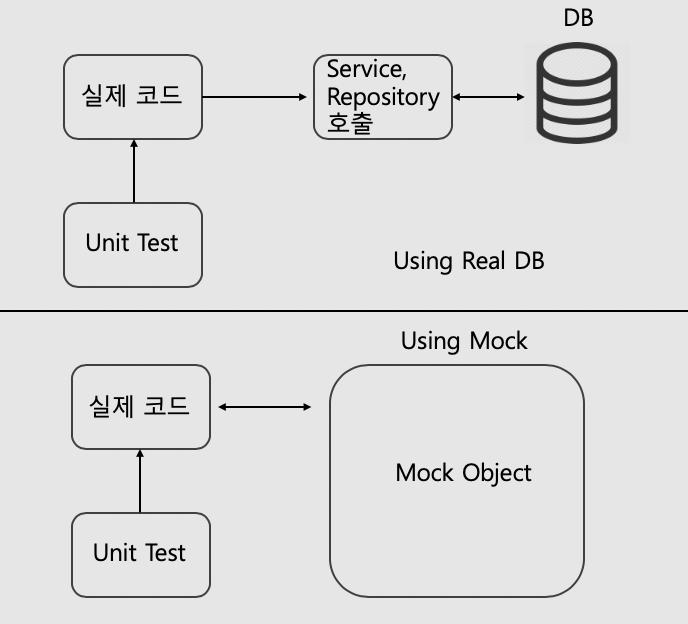 DB
실제 코드
Service,
Repository
호출
Unit Test
Using Real DB
Using Mock
실제 코드
Mock Object
Unit Test